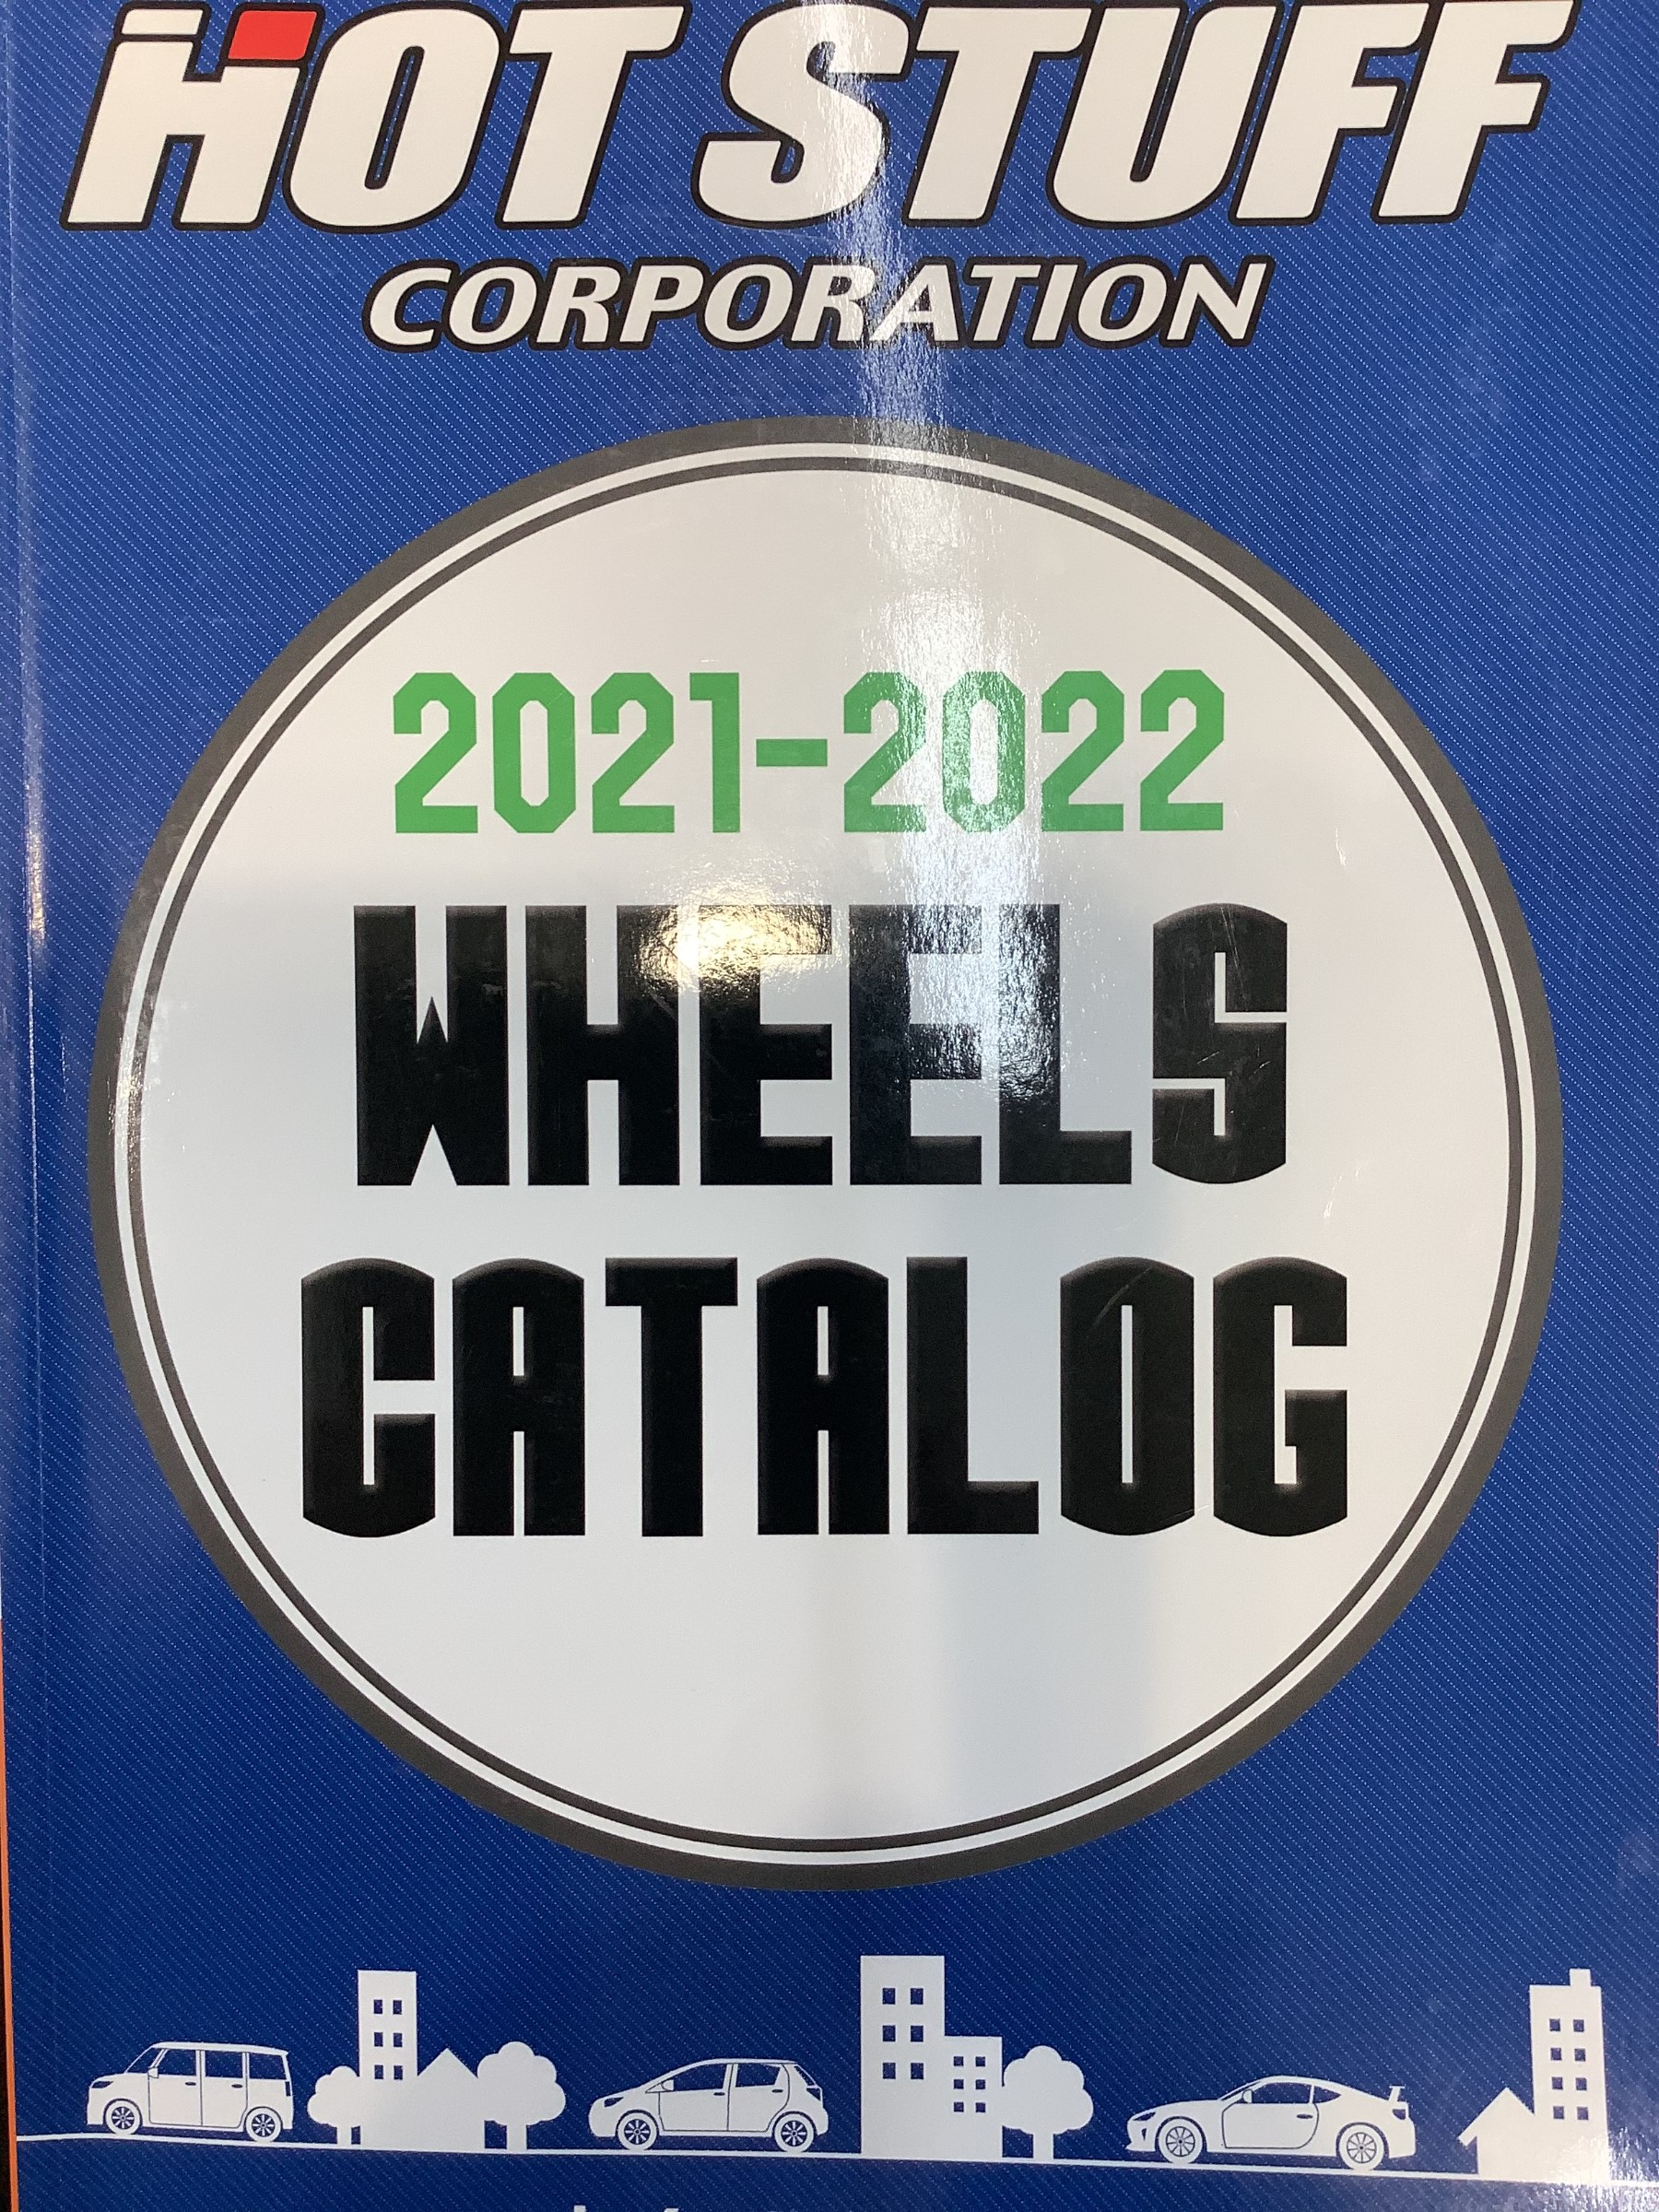 HOT STUFF
CORPORATION
2021-2022
WHEELS
CATALOG